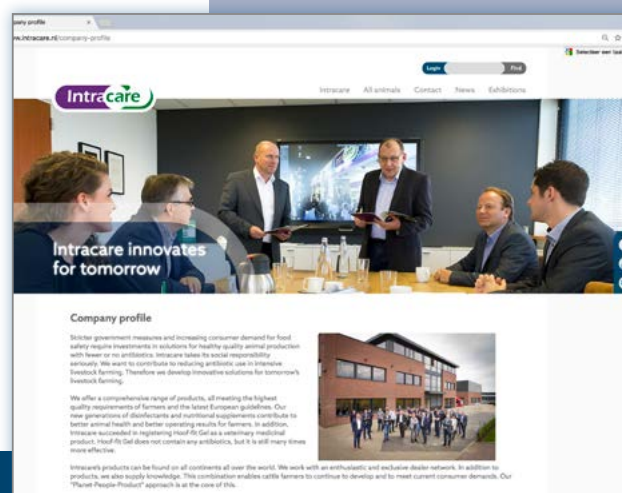 pany profile
ww.intracare.nl/company-profile
Selecteer een taal
Login
Find
Intracare
Intracare All animals Contact News Exhibitions
Intracare innovates
for tomorrow
Company profile
Stricter government measures and increasing consumer demand for food
safety require investments in solutions for healthy quality animal production
with fewer or no antibiotics. Intracare takes its social responsibility
seriously. We want to contribute to reducing antibiotic use in intensive
livestock farming. Therefore we develop innovative solutions for tomorrow's
livestock farming.
We offer a comprehensive range of products, all meeting the highest
quality requirements of farmers and the latest European guidelines. Our
new generations of disinfectants and nutritional supplements contribute to
better animal health and better operating results for farmers. In addition,
Intracare succeeded in registering Hoof-fit Gel as a veterinary medicinal
product. Hoof-fit Gel does not contain any antibiotics, but it is still many times
more effective.
Intracare's products can be found on all continents all over the world. We work with an enthusiastic and exclusive dealer network. In addition to
products, we also supply knowledge. This combination enables cattle farmers to continue to develop and to meet current consumer demands. Our
"Planet-People-Product" approach is at the core of this.